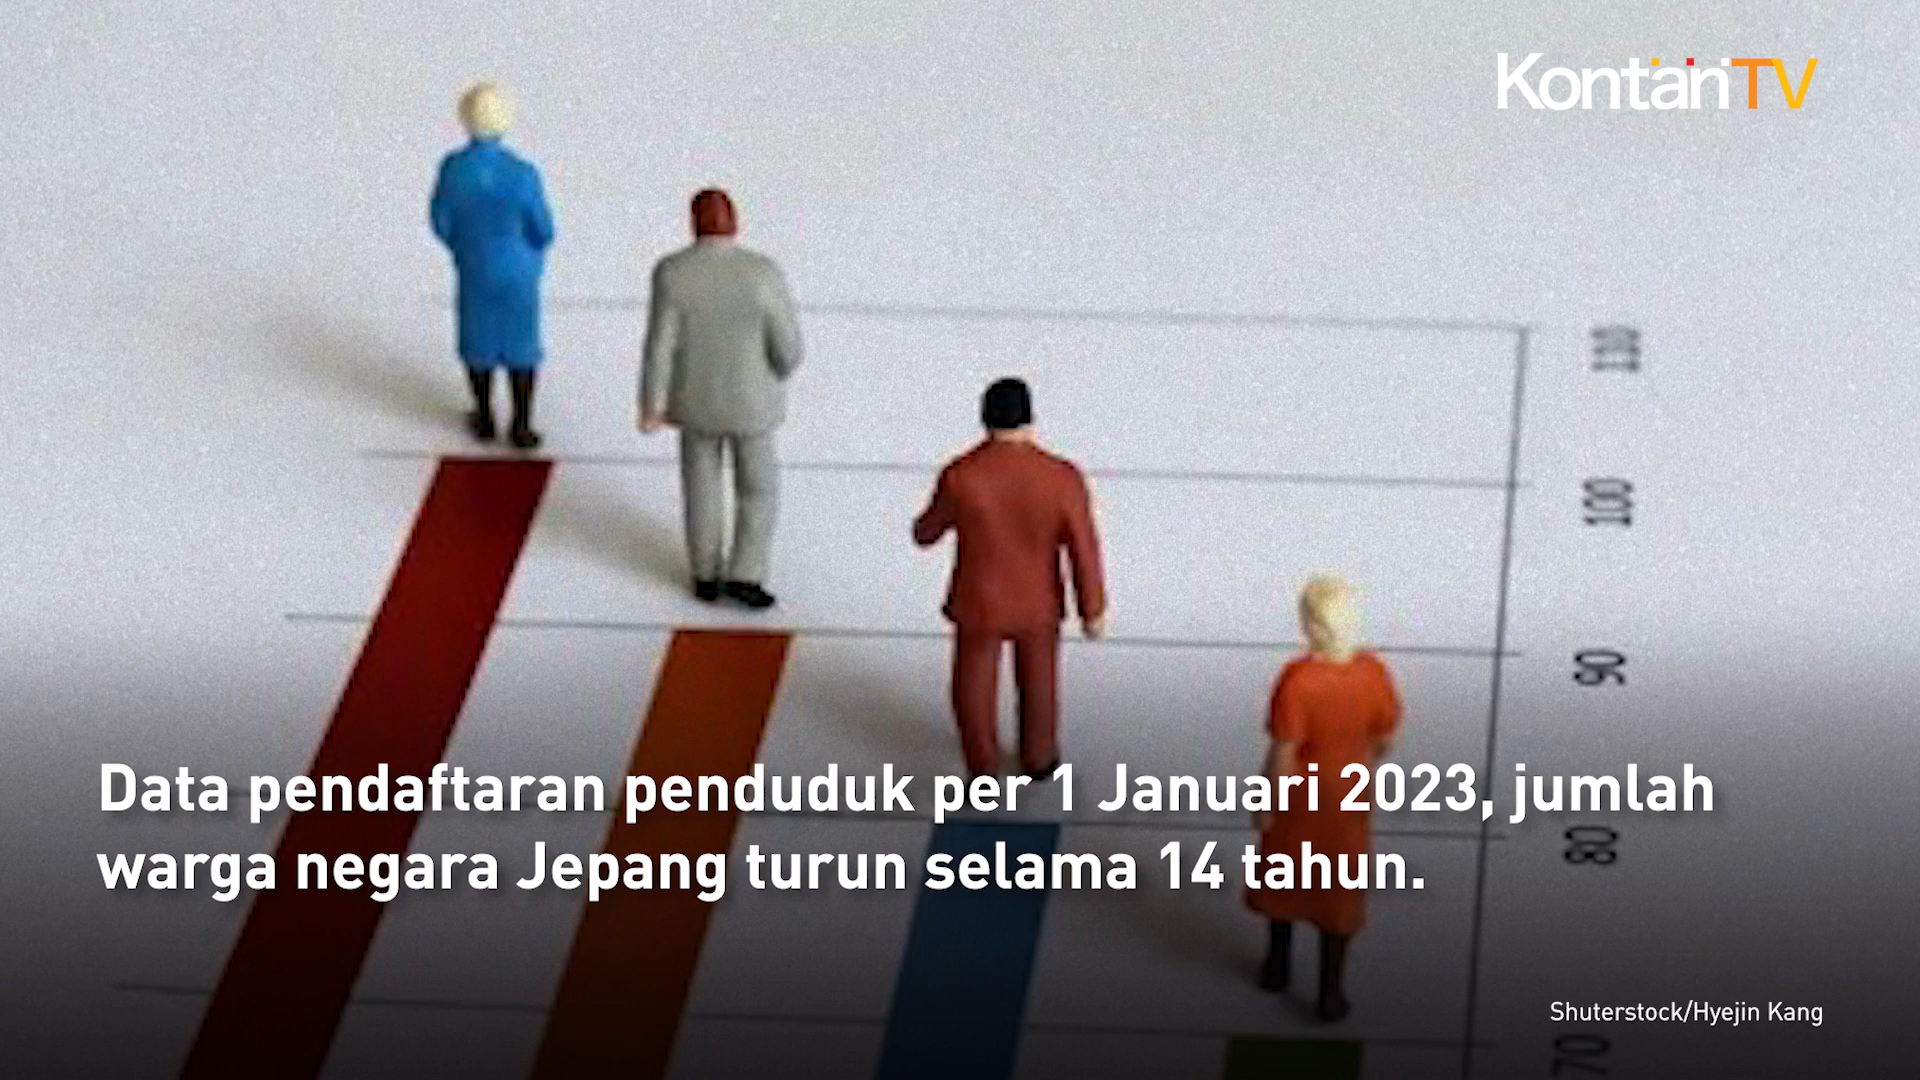 KontanTV
110
100
90
Data pendaftaran penduduk per 1 Januari 2023, jumlah
80
warga negara Jepang turun selama 14 tahun.
Shuterstock/Hyejin Kang
70